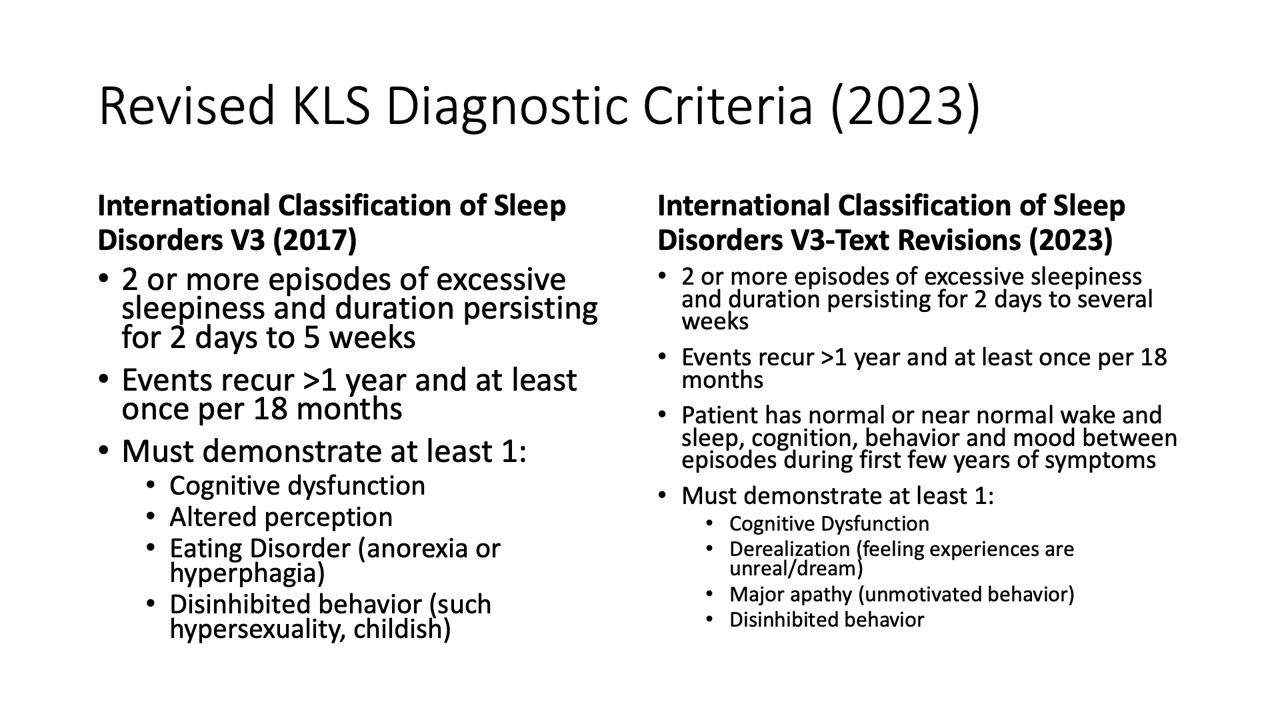 Revised KLS Diagnostic Criteria (2023)
International Classification of Sleep
Disorders V3 (2017)
• 2 or more episodes of excessive
sleepiness and duration persisting
for 2 days to 5 weeks
• Events recur >1 year and at least
once per 18 months
• Must demonstrate at least 1:
• Cognitive dysfunction
• Altered perception
• Eating Disorder (anorexia or
hyperphagia)
• Disinhibited behavior (such
hypersexuality, childish)
International Classification of Sleep
Disorders V3-Text Revisions (2023)
• 2 or more episodes of excessive sleepiness
and duration persisting for 2 days to several
weeks
• Events recur >1 year and at least once per 18
months
• Patient has normal or near normal wake and
sleep, cognition, behavior and mood between
episodes during first few years of symptoms
• Must demonstrate at least 1:
• Cognitive Dysfunction
• Derealization (feeling experiences are
unreal/dream)
• Major apathy (unmotivated behavior)
• Disinhibited behavior